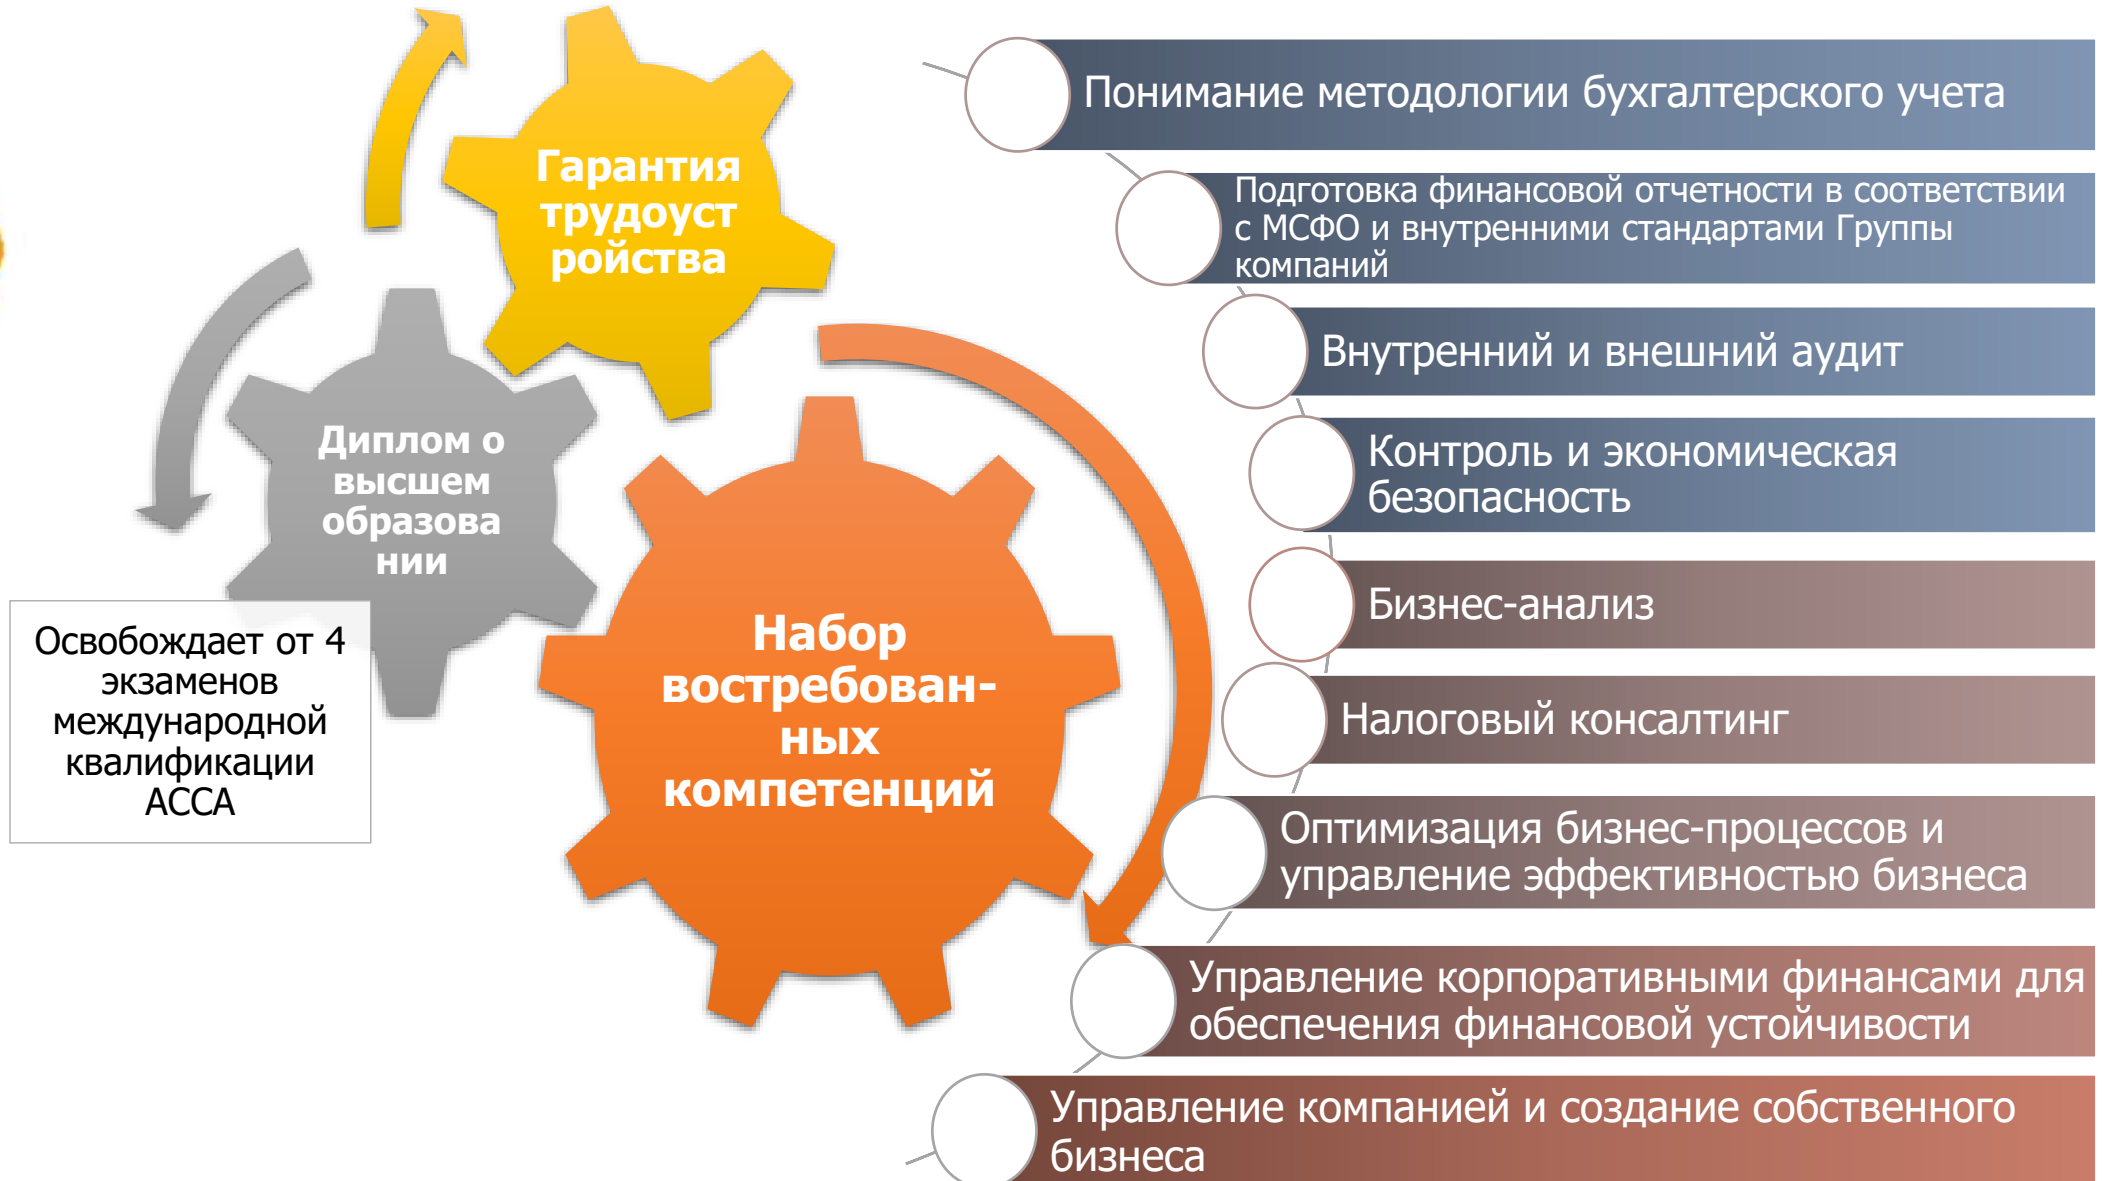 Гарантия
трудоуст
ройства
Диплом о
высшем
образова
нии
Освобождает от 4
экзаменов
международной
квалификации
АССА
Набор
востребован-
ных
компетенций
Понимание методологии бухгалтерского учета
Подготовка финансовой отчетности в соответствии
с МСФО и внутренними стандартами Группы
компаний
Внутренний и внешний аудит
Контроль и экономическая
безопасность
Бизнес-анализ
Налоговый консалтинг
Оптимизация бизнес-процессов и
управление эффективностью бизнеса
Управление корпоративными финансами для
обеспечения финансовой устойчивости
Управление компанией и создание собственного
бизнеса